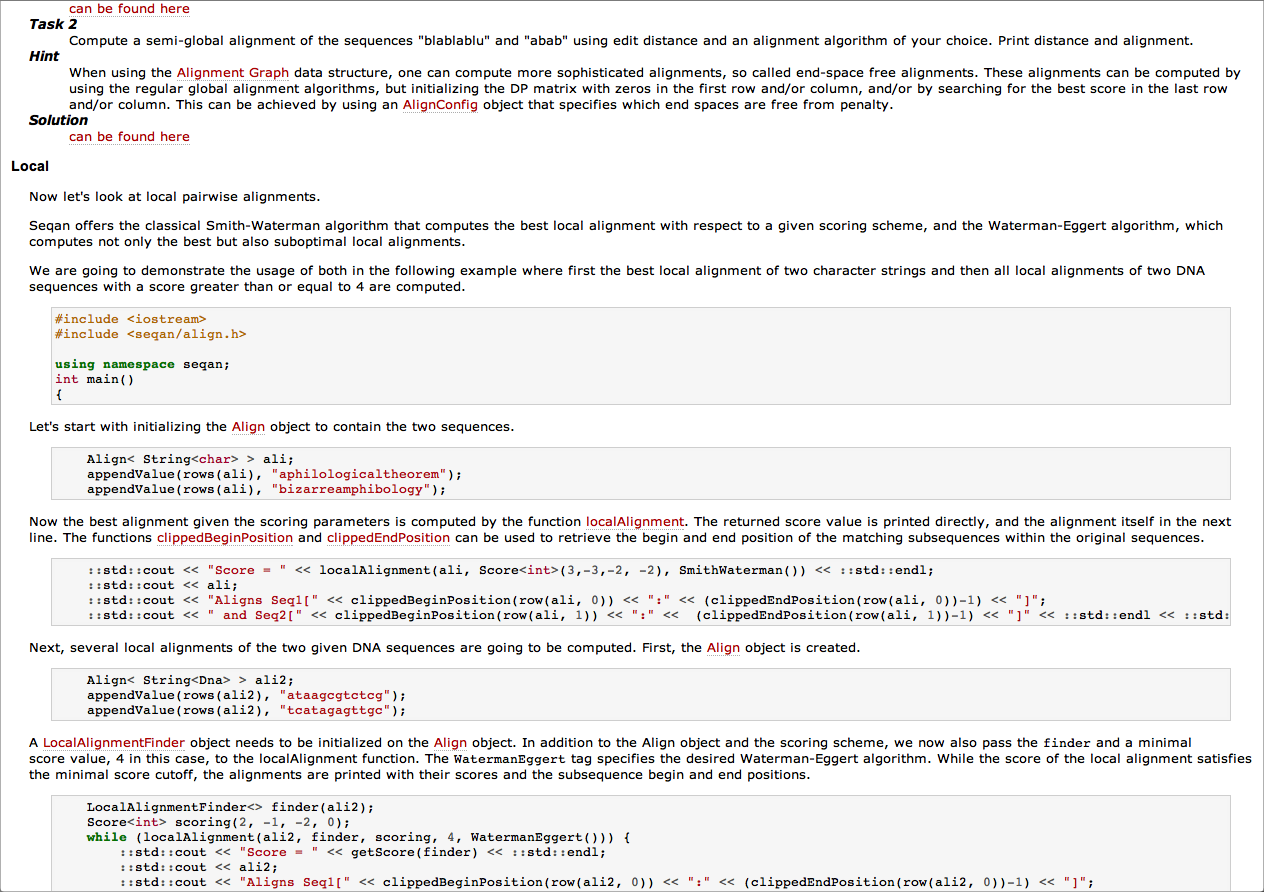 can be found here
Task 2
Compute a semi-global alignment of the sequences "blablablu" and "abab" using edit distance and an alignment algorithm of your choice. Print distance and alignment.
Hint
When using the Alignment Graph data structure, one can compute more sophisticated alignments, so called end-space free alignments. These alignments can be computed by
using the regular global alignment algorithms, but initializing the DP matrix with zeros in the first row and/or column, and/or by searching for the best score in the last row
and/or column. This can be achieved by using an AlignConfig object that specifies which end spaces are free from penalty.
Solution
can be found here
Local
Now let's look at local pairwise alignments.
Seqan offers the classical Smith-Waterman algorithm that computes the best local alignment with respect to a given scoring scheme, and the Waterman-Eggert algorithm, which
computes not only the best but also suboptimal local alignments.
We are going to demonstrate the usage of both in the following example where first the best local alignment of two character strings and then all local alignments of two DNA
sequences with a score greater than or equal to 4 are computed.
#include <iostream>
#include <seqan/align.h>
using namespace seqan;
int main()
{
Let's start with initializing the Align object to contain the two sequences.
Align< String<char> > ali;
appendValue(rows(ali), "aphilologicaltheorem");
appendValue(rows(ali), "bizarreamphibology");
Now the best alignment given the scoring parameters is computed by the function localAlignment. The returned score value is printed directly, and the alignment itself in the next
line. The functions clippedBeginPosition and clippedEndPosition can be used to retrieve the begin and end position of the matching subsequences within the original sequences.
::std::cout << "Score = " << localAlignment(ali, Score<int>(3,-3,-2, -2), SmithWaterman()) << ::std::endl;
::std::cout << ali;
::std::cout << "Aligns Seq1[" << clippedBeginPosition(row(ali, 0)) << ":" << (clippedEndPosition(row(ali, 0))-1) << "]";
::std::cout << " and Seq2[" << clippedBeginPosition(row(ali, 1)) << ":" <<  (clippedEndPosition(row(ali, 1))-1) << "]" << ::std::endl << ::std:
Next, several local alignments of the two given DNA sequences are going to be computed. First, the Align object is created.
Align< String<Dna> > ali2;
appendValue(rows(ali2), "ataagcgtctcg");
appendValue(rows(ali2), "tcatagagttgc");
A LocalAlignmentFinder object needs to be initialized on the Align object. In addition to the Align object and the scoring scheme, we now also pass the finder and a minimal
score value, 4 in this case, to the localAlignment function. The WatermanEggert tag specifies the desired Waterman-Eggert algorithm. While the score of the local alignment satisfies
the minimal score cutoff, the alignments are printed with their scores and the subsequence begin and end positions.
LocalAlignmentFinder<> finder(ali2);
Score<int> scoring(2, -1, -2, 0);
while (localAlignment(ali2, finder, scoring, 4, WatermanEggert())) {
::std::cout << "Score = " << getScore(finder) << ::std::endl;
::std::cout << ali2;
::std::cout << "Aligns Seq1[" << clippedBeginPosition(row(ali2, 0)) << ":" << (clippedEndPosition(row(ali2, 0))-1) << "]";